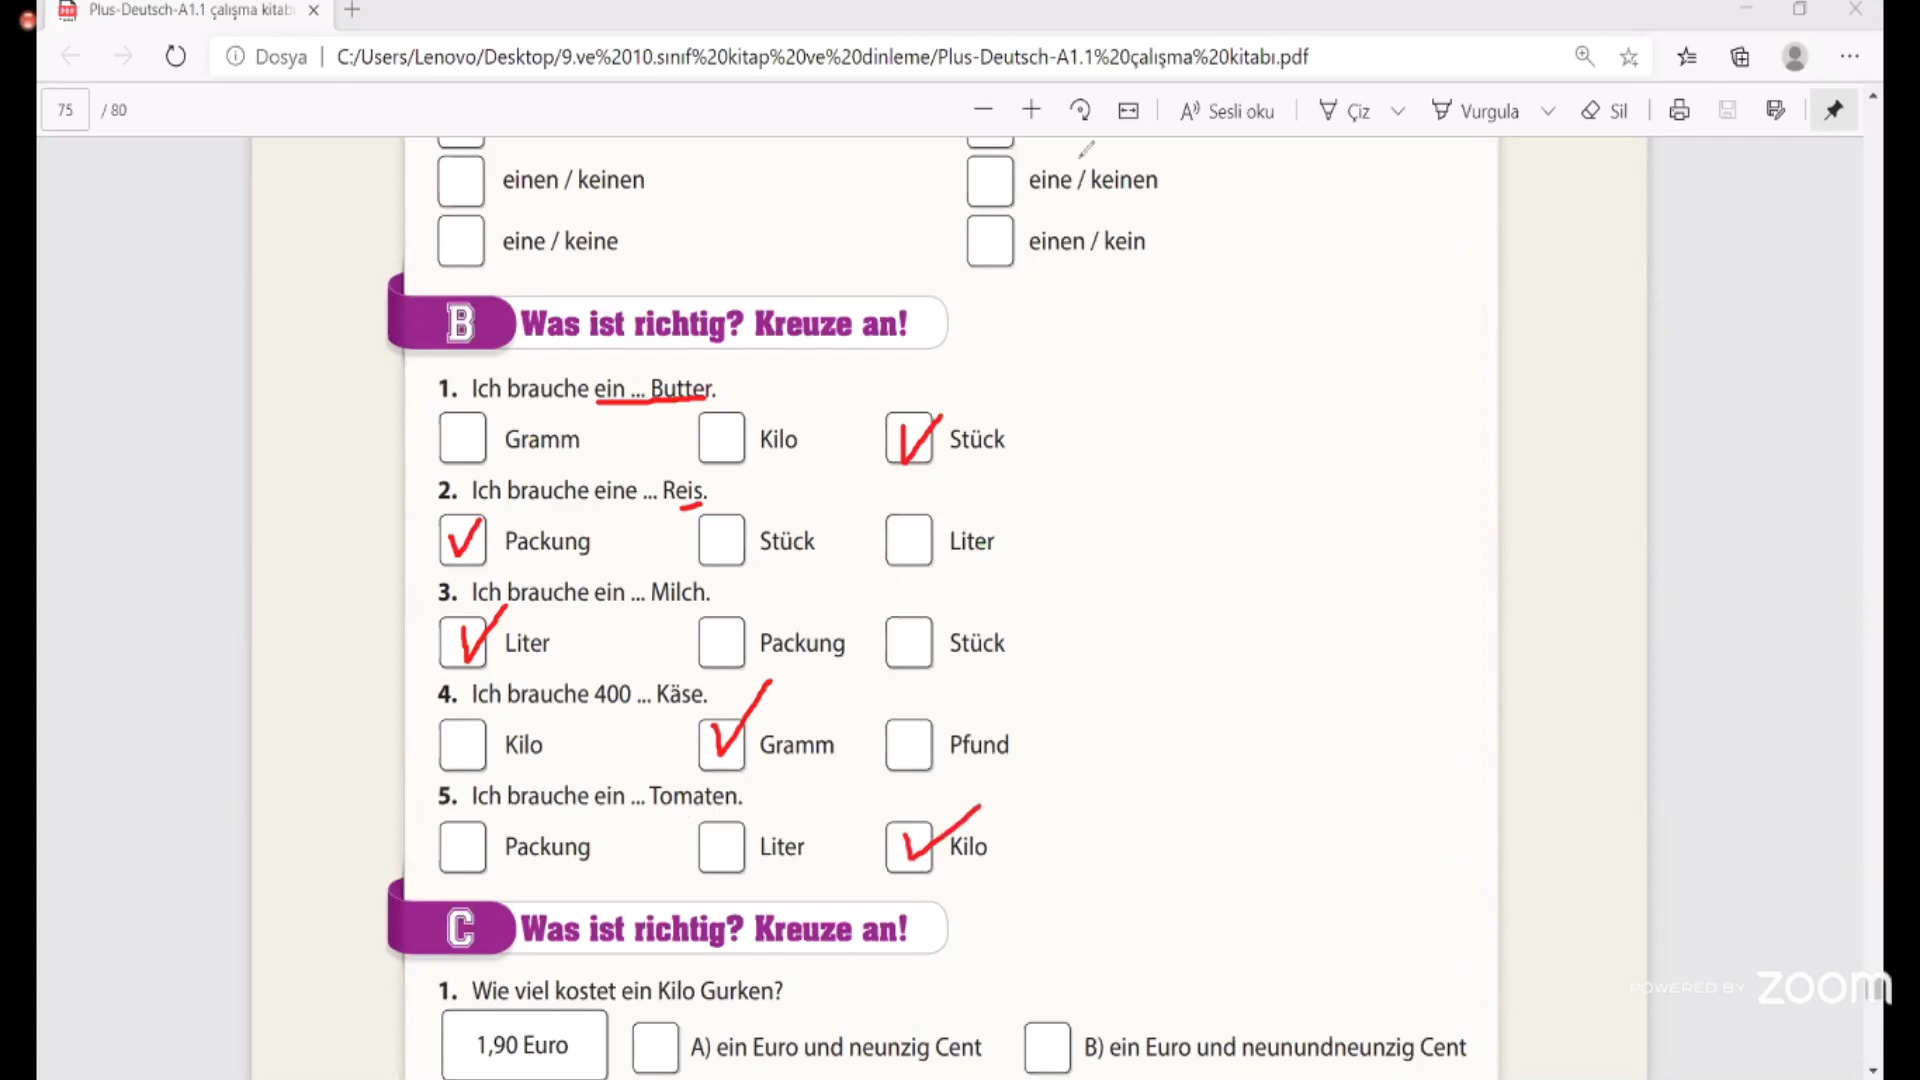 Plus-Deutsch-A1.1 çalışma kitabı
Dosya | C:/Users/Lenovo/Desktop/9.ve%2010.sınıf%20kitap%20ve%20dinleme/Plus-Deutsch-A1.1%20çalışma%20kitabı.pdf
75 / 80
Sesli oku
Çiz
Vurgula
Sil
einen / keinen
eine / keinen
eine / keine
einen / kein
B Was ist richtig? Kreuze an!
1. Ich brauche ein ... Butter.
Gramm Kilo Stück
2. Ich brauche eine ... Reis.
Packung Stück Liter
3. Ich brauche ein ... Milch.
Liter Packung Stück
4. Ich brauche 400 ... Käse.
Kilo Gramm Pfund
5. Ich brauche ein ... Tomaten.
Packung Liter Kilo
C Was ist richtig? Kreuze an!
1. Wie viel kostet ein Kilo Gurken?
1,90 Euro A) ein Euro und neunzig Cent B) ein Euro und neunundneunzig Cent
POWERED BY zoom